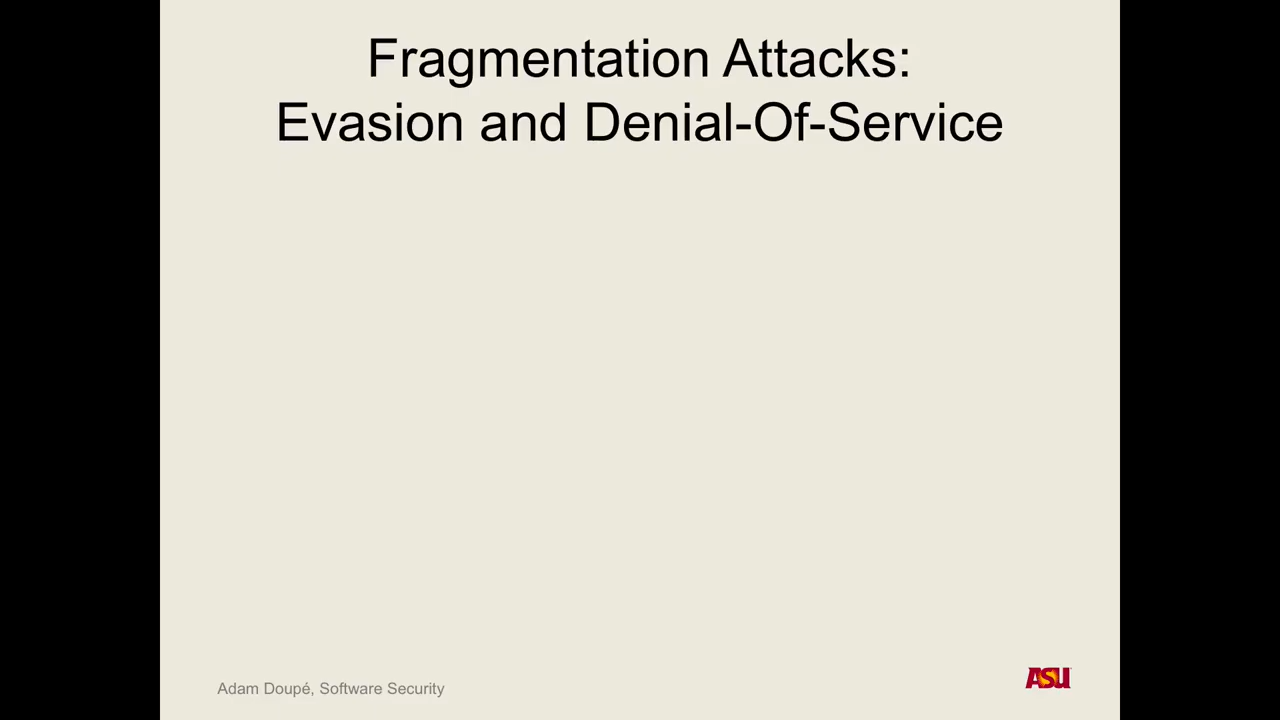 Fragmentation Attacks:
Evasion and Denial-Of-Service
Adam Doupé, Software Security
ASU